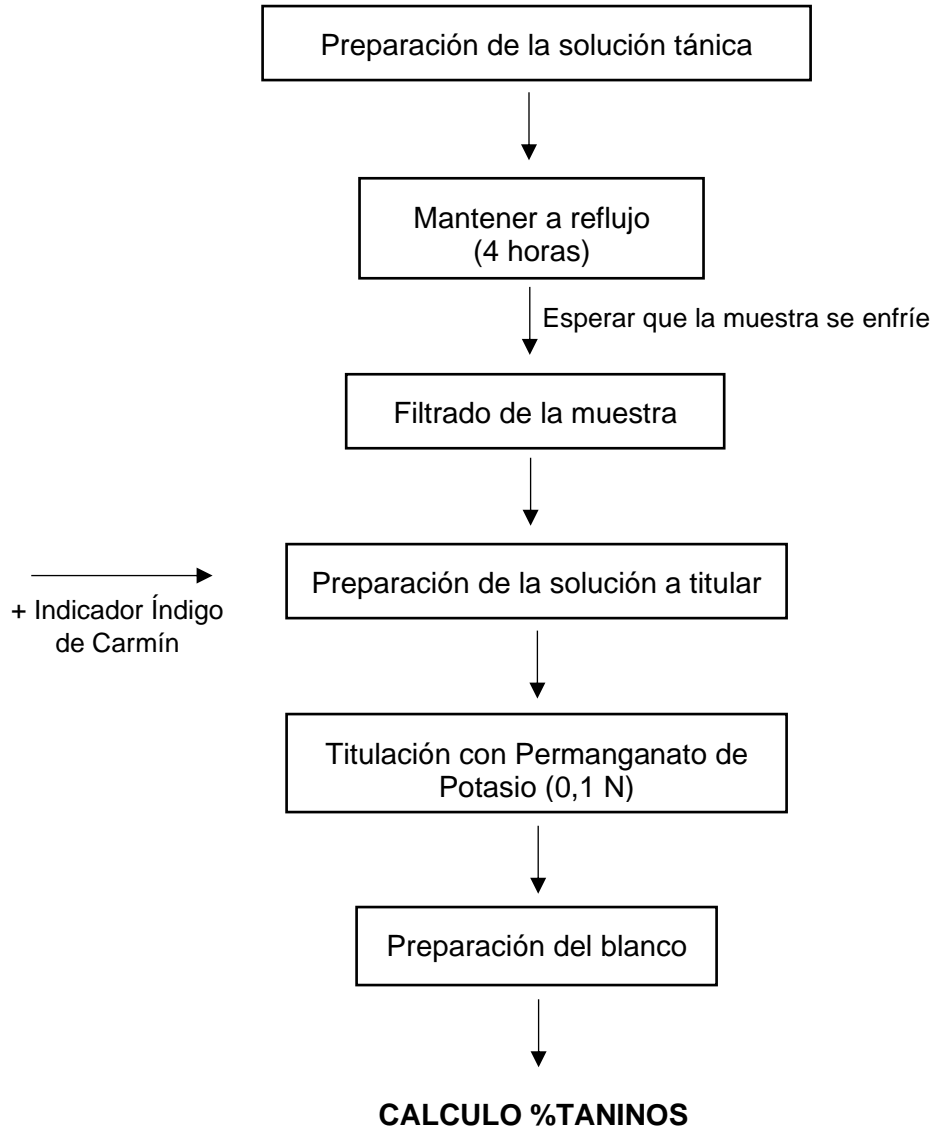 Preparación de la solución tánica
Mantener a reflujo
(4 horas)
Esperar que la muestra se enfríe
Filtrado de la muestra
Preparación de la solución a titular
+ Indicador Índigo
de Carmín
Titulación con Permanganato de
Potasio (0,1 N)
Preparación del blanco
CALCULO %TANINOS